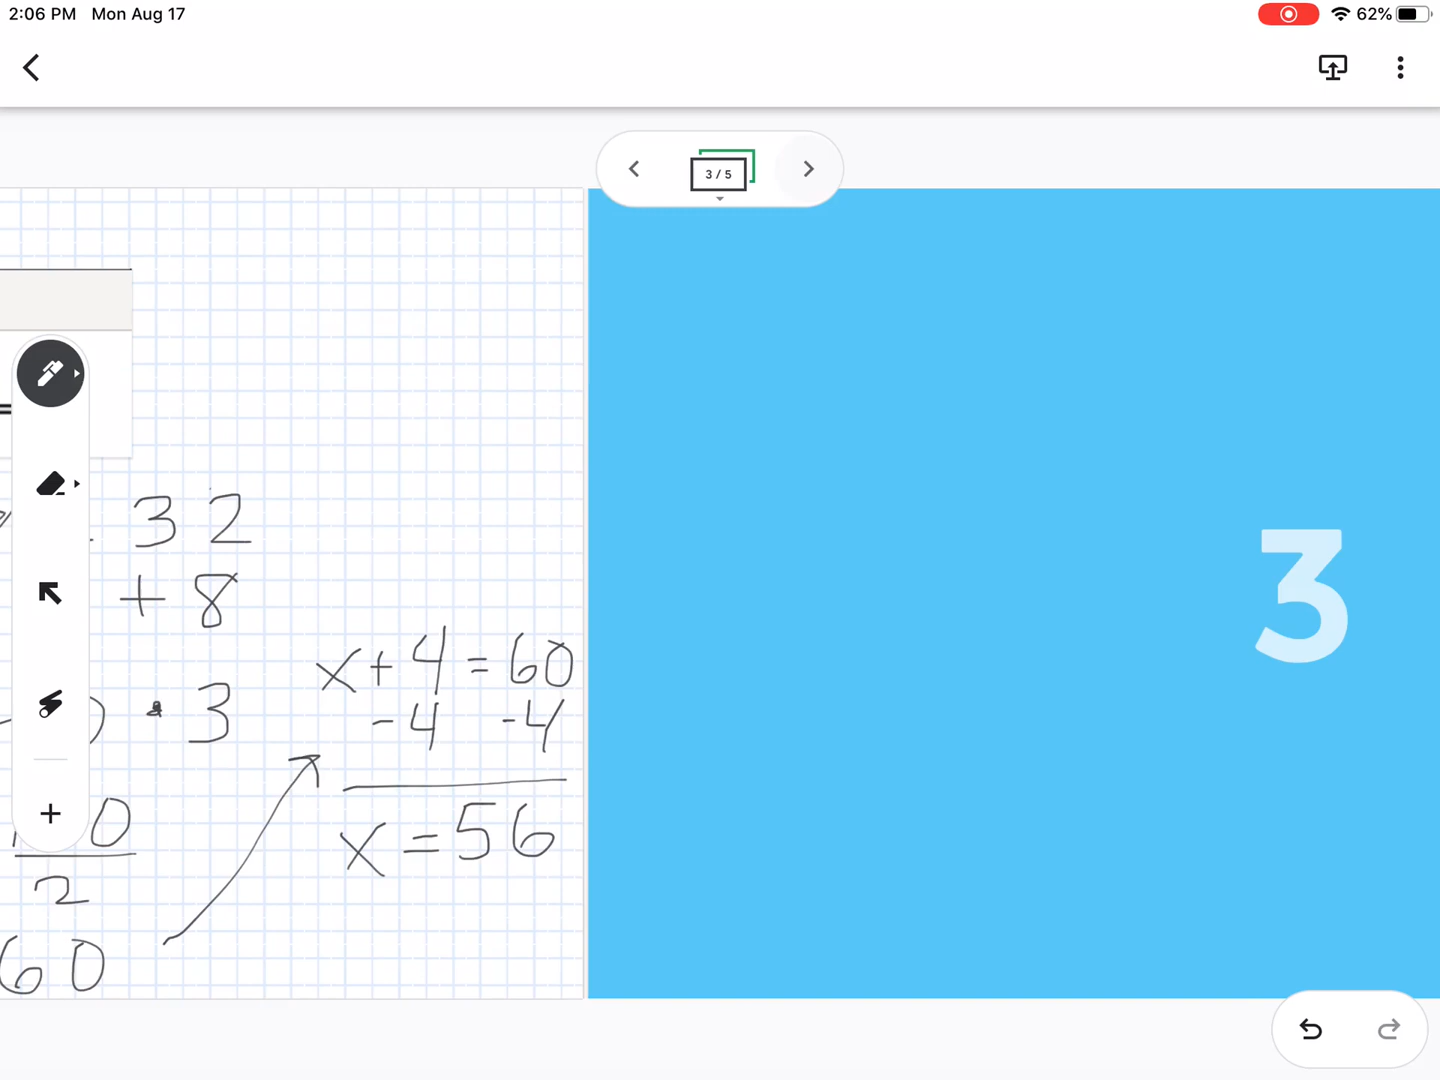 2:06 PM Mon Aug 17
62%
3 / 5
=
32
+ 8
• 3
0
2
60
x + 4 = 60
- 4 - 4
x = 56
3